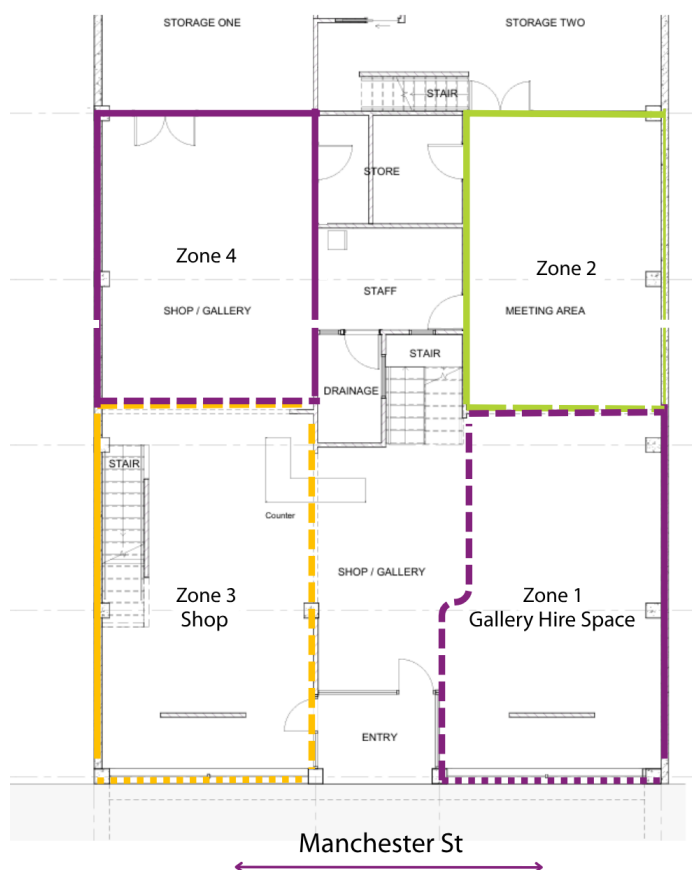 STORAGE ONE
STORAGE TWO
STAIR
STORE
Zone 4
Zone 2
STAFF
SHOP / GALLERY
MEETING AREA
STAIR
DRAINAGE
STAIR
Counter
SHOP / GALLERY
Zone 3
Shop
Zone 1
Gallery Hire Space
ENTRY
Manchester St